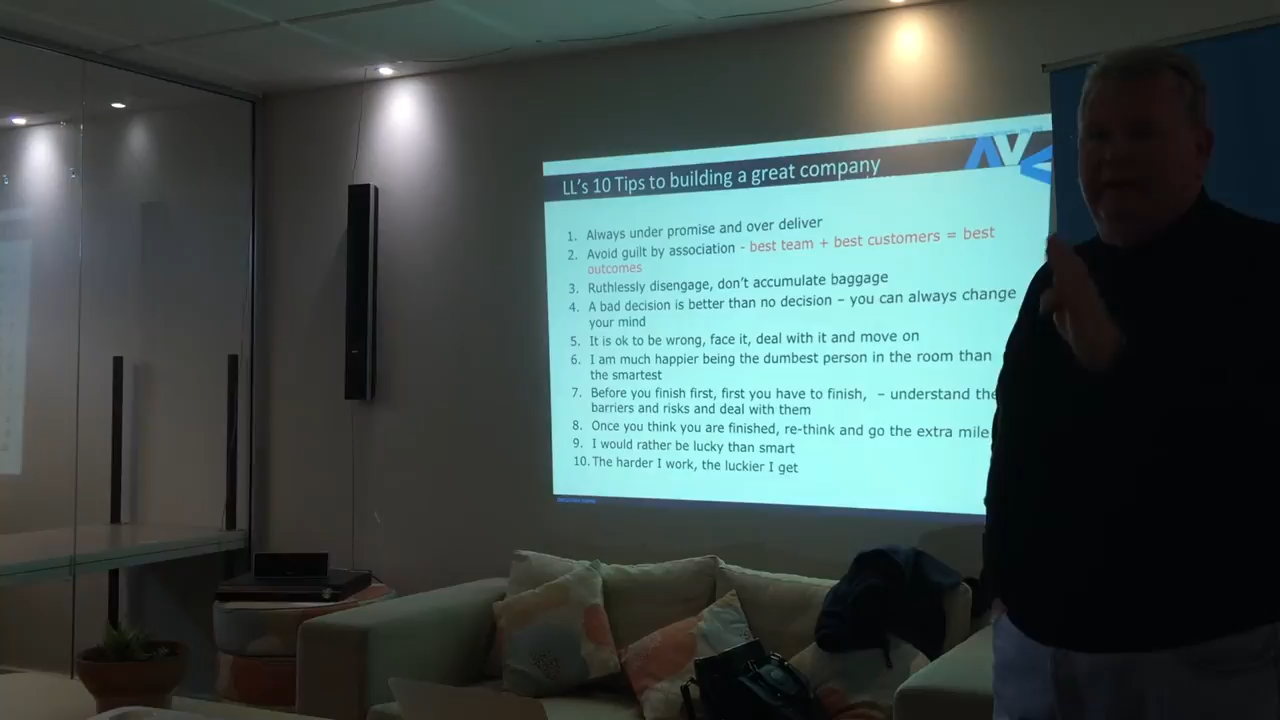 LL's 10 Tips to building a great company
1. Always under promise and over deliver
2. Avoid guilt by association - best team + best customers = best
outcomes
3. Ruthlessly disengage, don't accumulate baggage
4. A bad decision is better than no decision – you can always change
your mind
5. It is ok to be wrong, face it, deal with it and move on
6. I am much happier being the dumbest person in the room than
the smartest
7. Before you finish first, first you have to finish, – understand the
barriers and risks and deal with them
8. Once you think you are finished, re-think and go the extra mile
9. I would rather be lucky than smart
10. The harder I work, the luckier I get